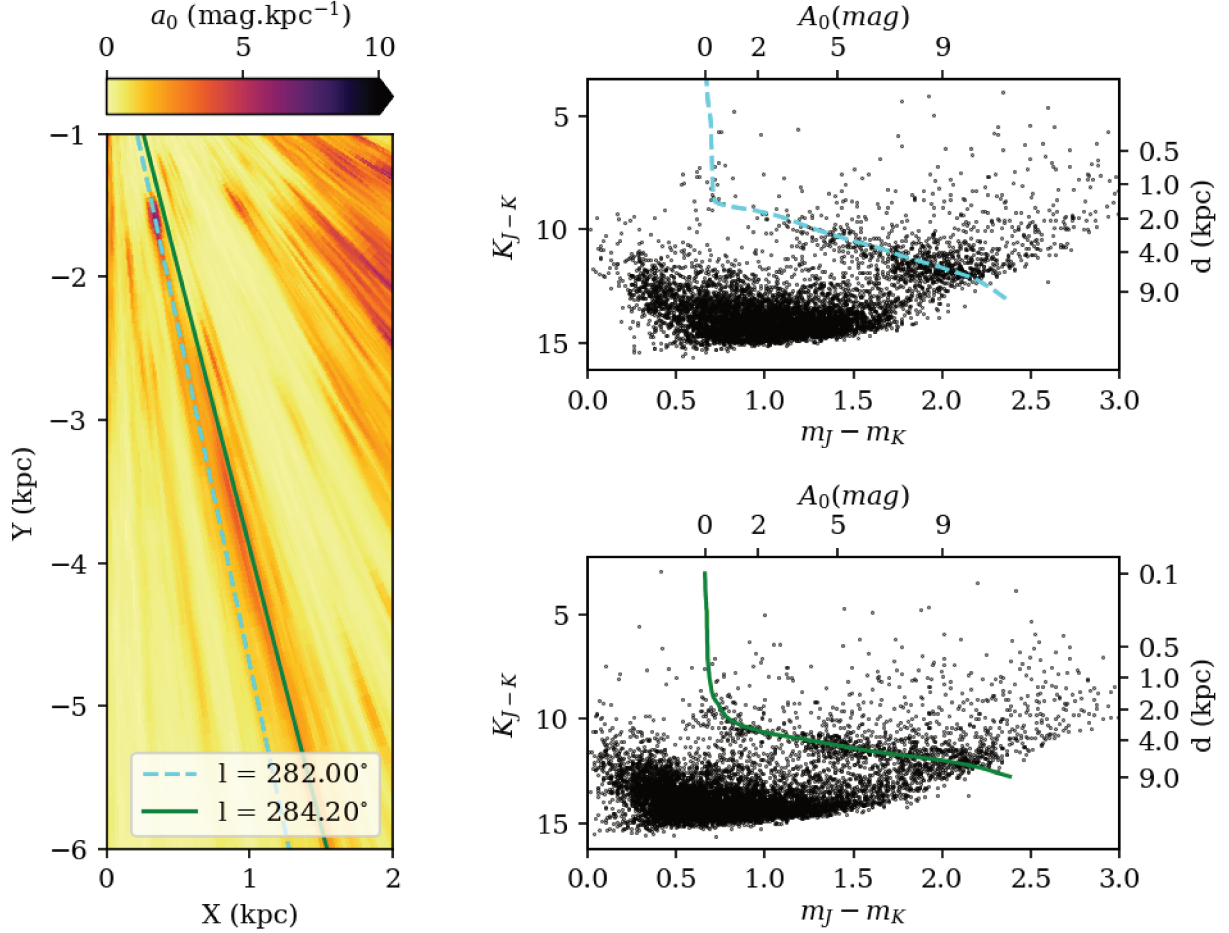 a₀ (mag.kpc⁻¹)
0 5 10
−1
−2
−3
−4
−5
−6
Y (kpc)
l = 282.00°
l = 284.20°
0 1 2
X (kpc)
A₀(mag)
0 2 5 9
5
10
15
K_{J−K}
0.5
1.0
2.0
4.0
9.0
d (kpc)
0.0 0.5 1.0 1.5 2.0 2.5 3.0
m_J − m_K
A₀(mag)
0 2 5 9
5
10
15
K_{J−K}
0.1
0.5
1.0
2.0
4.0
9.0
d (kpc)
0.0 0.5 1.0 1.5 2.0 2.5 3.0
m_J − m_K